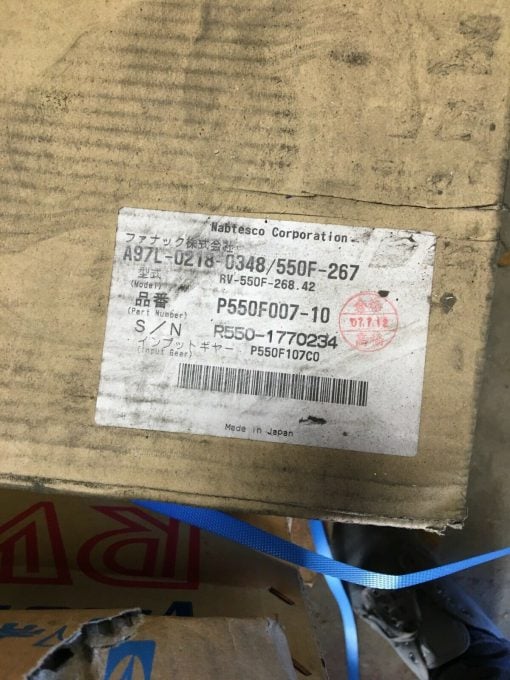 Nabtesco Corporation
ファナック株式会社
A97L-0218-0348/550F-267
型式 RV-550F-268.42
(Model)
品番 P550F007-10
(Part Number)
S/N R550-1770234
インプットギヤー P550F107C0
(Input Gear)
Made in Japan
RV